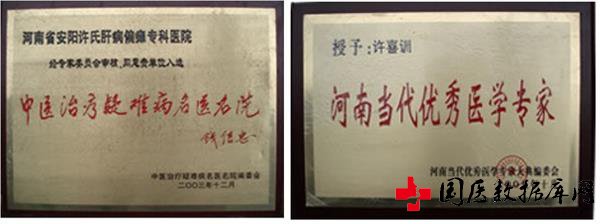 河南省安阳许氏肝病偏瘫专科医院
经专家委员会审核,同意贵单位入选
中医治疗疑难病名医名院
钱信忠
中医治疗疑难病名医名院编委会
二〇〇三年十二月
授予:许喜训
河南当代优秀医学专家
河南当代优秀医学专家大典编委会
国医数据库网